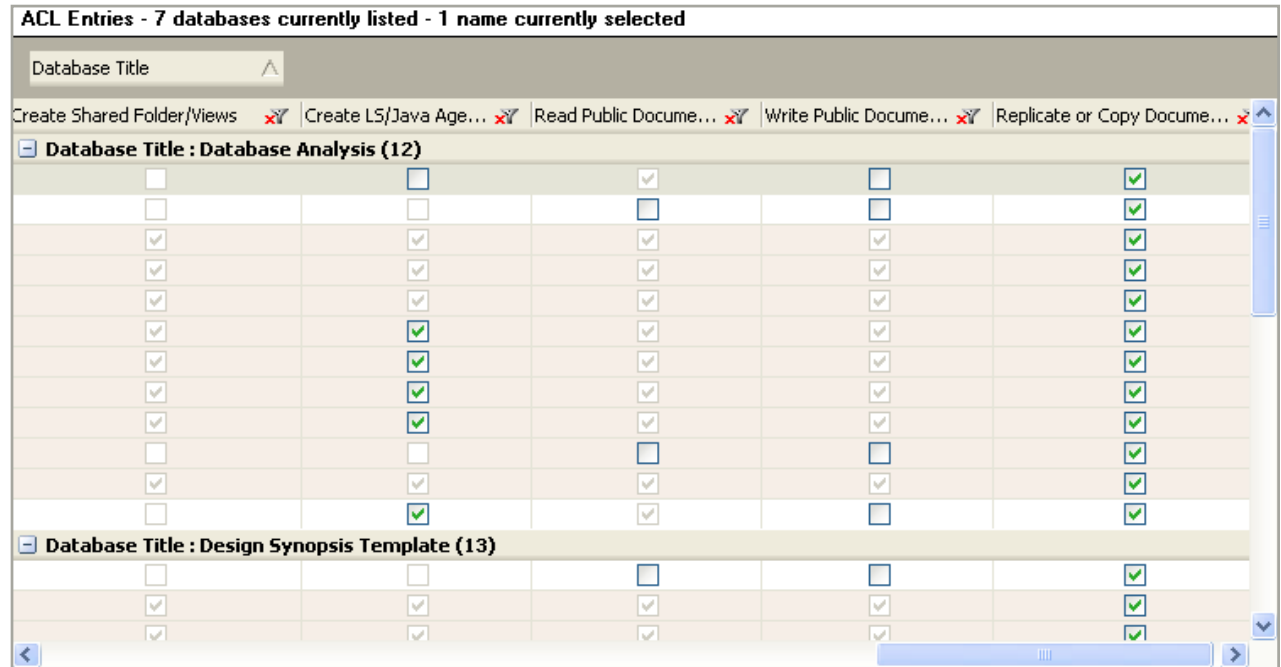 ACL Entries - 7 databases currently listed - 1 name currently selected
Database Title
Create Shared Folder/Views Create LS/Java Age... Read Public Docume... Write Public Docume... Replicate or Copy Docume...
Database Title : Database Analysis (12)
Database Title : Design Synopsis Template (13)